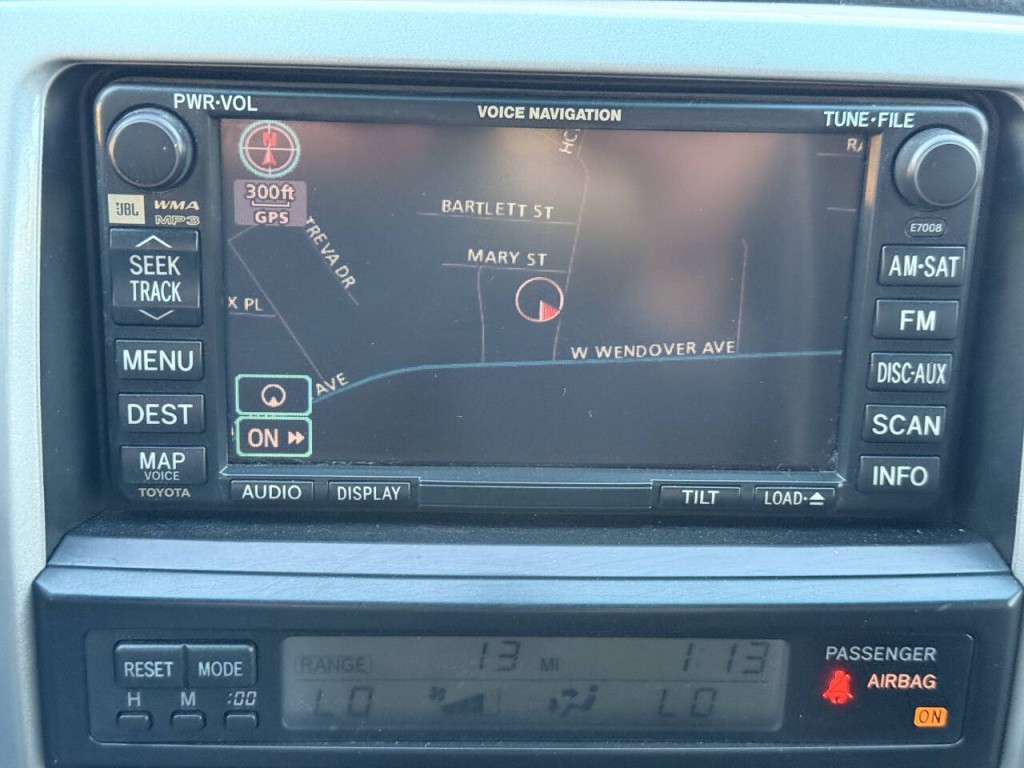 PWR·VOL
VOICE NAVIGATION
TUNE·FILE
N
JBL
WMA
MP3
300ft
GPS
SEEK
TRACK
MENU
DEST
MAP
VOICE
TOYOTA
BARTLETT ST
TREVA DR
MARY ST
X PL
W WENDOVER AVE
AVE
ON
E7008
AM·SAT
FM
DISC·AUX
SCAN
INFO
AUDIO
DISPLAY
TILT
LOAD·
RESET
MODE
H
M
:00
RANGE
13 MI
1:13
LO
LO
PASSENGER
AIRBAG
ON